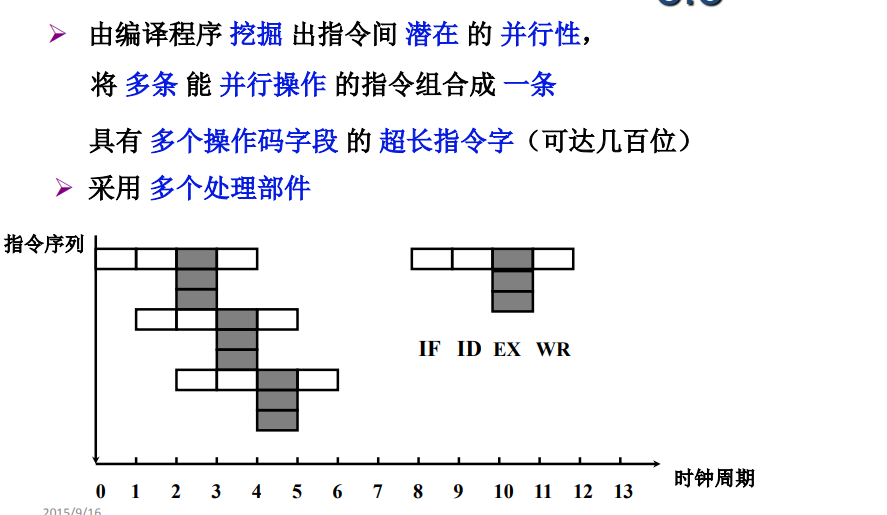 由编译程序 挖掘 出指令间 潜在 的 并行性，
将 多条 能 并行操作 的指令组合成 一条
具有 多个操作码字段 的 超长指令字（可达几百位）
采用 多个处理部件
指令序列
IF ID EX WR
时钟周期
0 1 2 3 4 5 6 7 8 9 10 11 12 13
2015/9/16